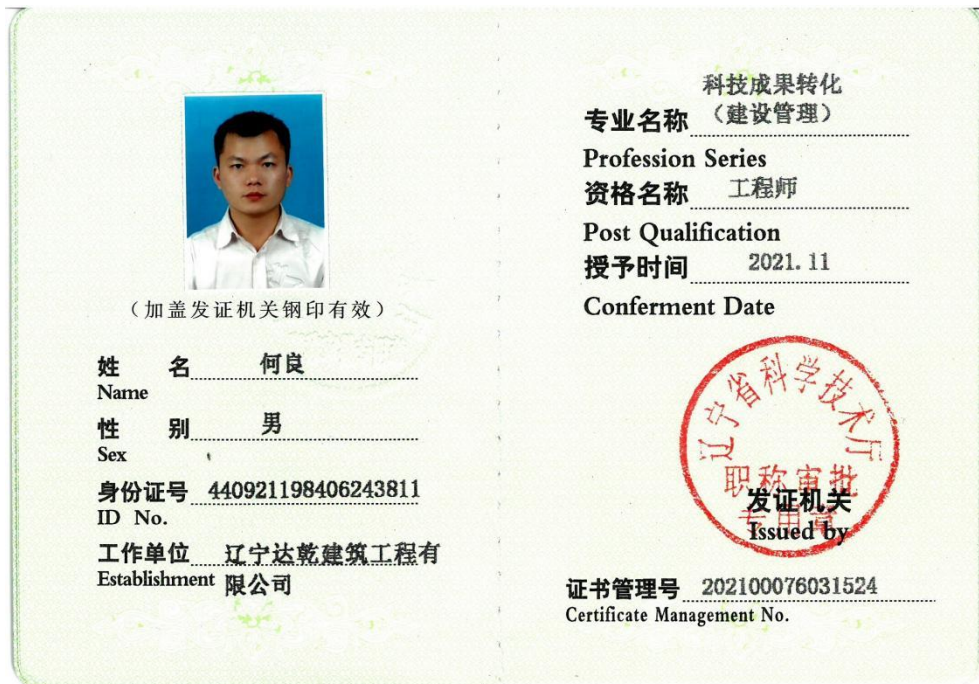 （加盖发证机关钢印有效）
姓 名 何良
Name
性 别 男
Sex
身份证号 440921198406243811
ID No.
工作单位 辽宁达乾建筑工程有
Establishment 限公司
科技成果转化
专业名称 （建设管理）
Profession Series
资格名称 工程师
Post Qualification
授予时间 2021. 11
Conferment Date
辽宁省科学技术厅
职称审批
专用章
发证机关
Issued by
证书管理号 202100076031524
Certificate Management No.